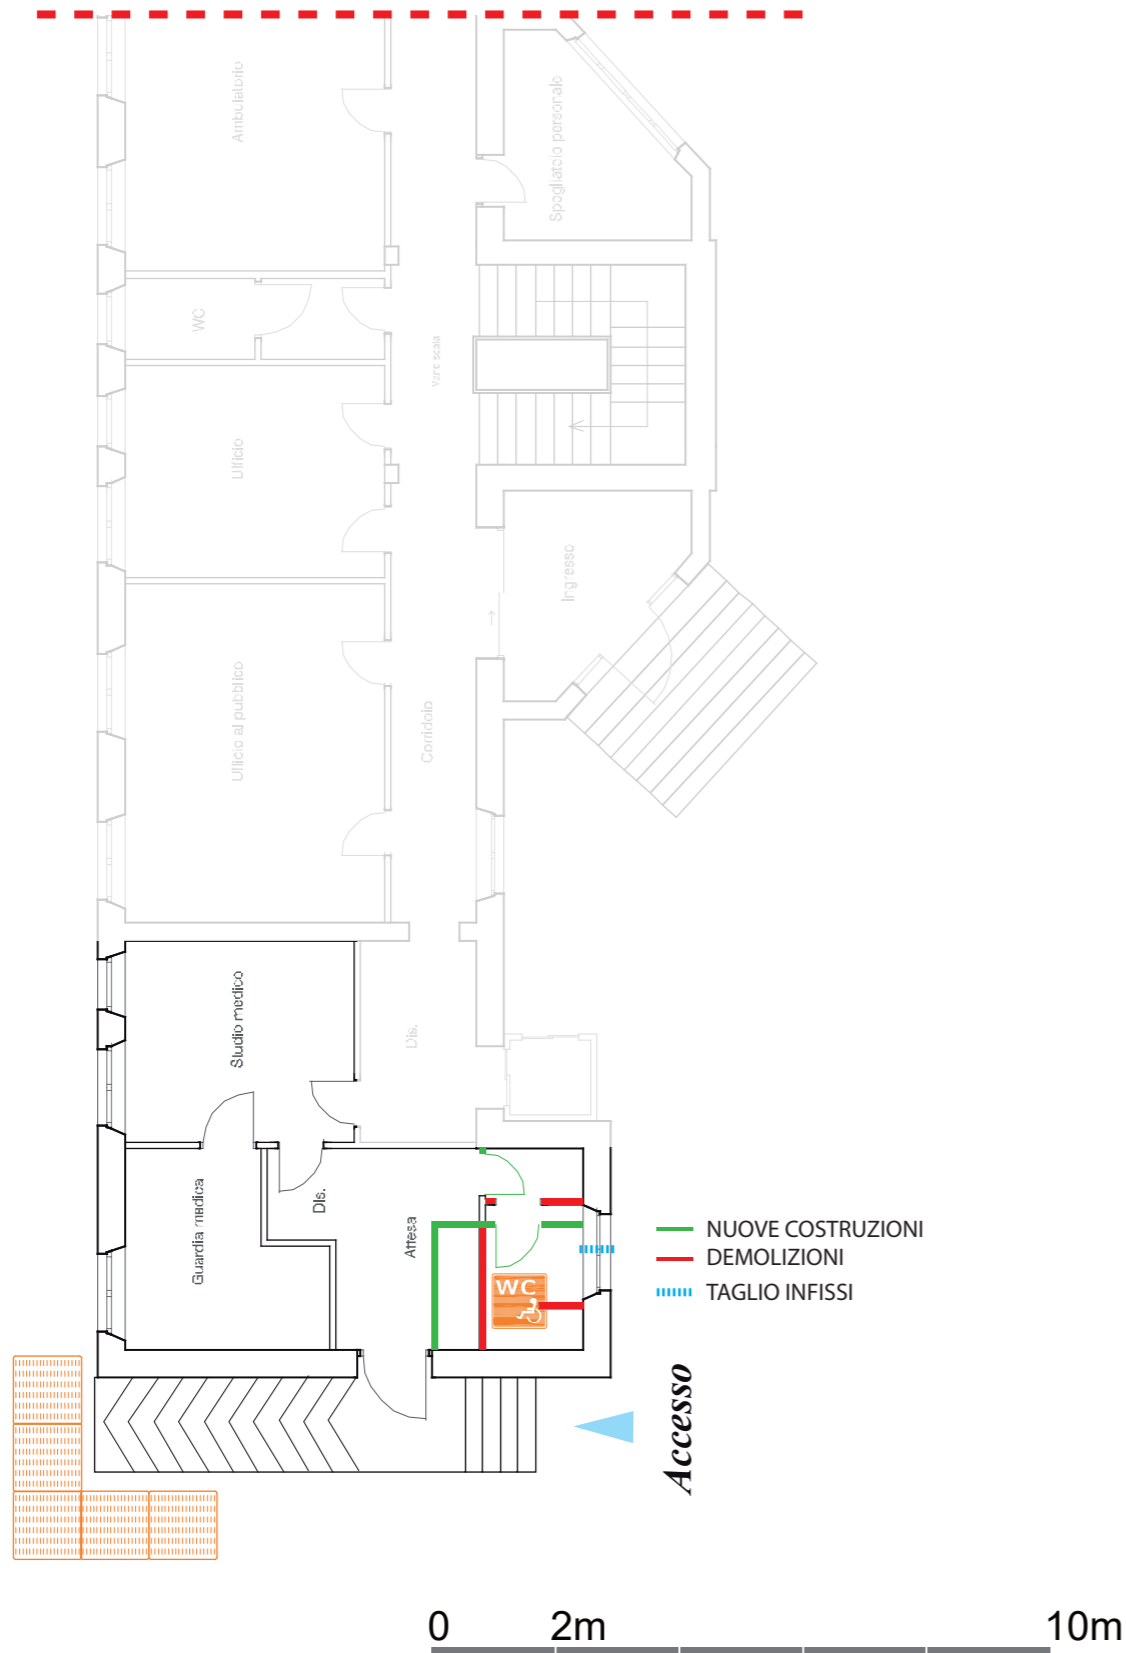 Ambulatorio
Spogliatoio personale
WC
Vano scala
Ufficio
Ingresso
Ufficio al pubblico
Corridoio
Studio medico
Dis.
Guardia medica
Dis.
Attesa
WC
NUOVE COSTRUZIONI
DEMOLIZIONI
TAGLIO INFISSI
Accesso
0 2m 10m